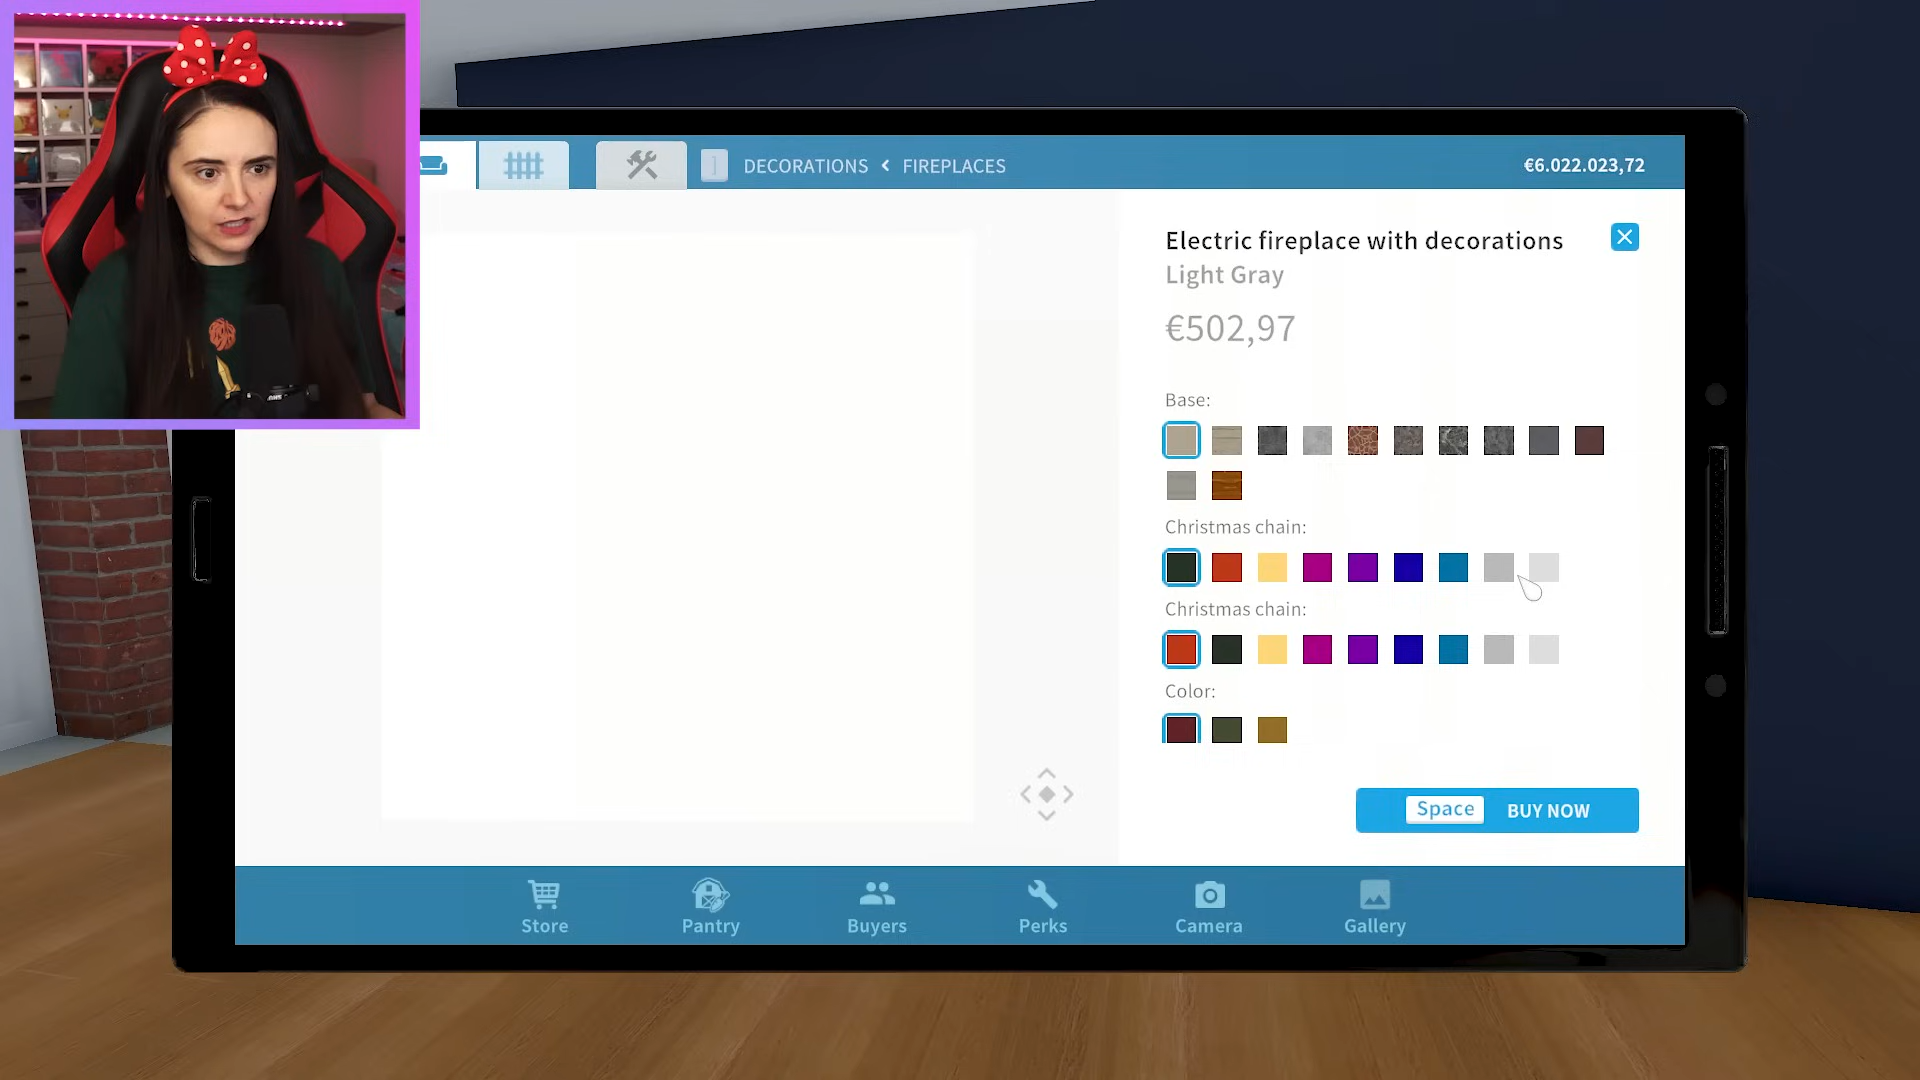 ]
DECORATIONS
FIREPLACES
€6.022.023,72
Electric fireplace with decorations
Light Gray
€502,97
Base:
Christmas chain:
Christmas chain:
Color:
Space
BUY NOW
Store
Pantry
Buyers
Perks
Camera
Gallery